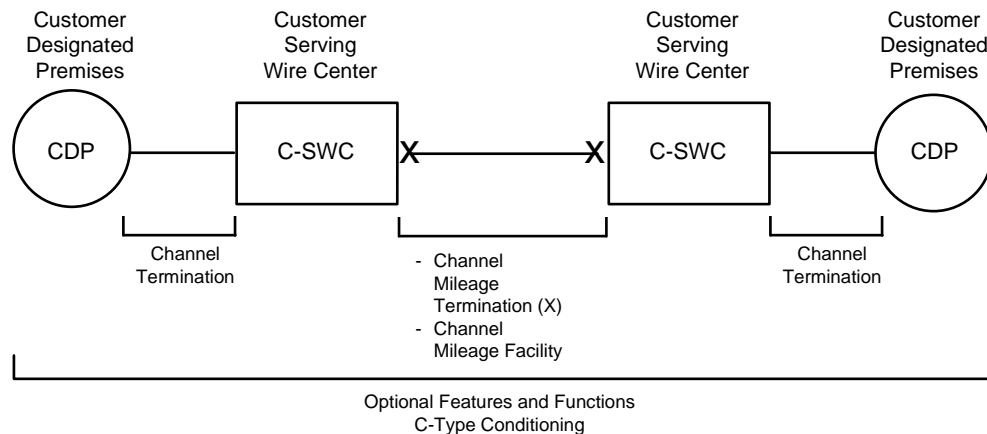 Customer
Designated
Premises
Customer
Serving
Wire Center
Customer
Serving
Wire Center
Customer
Designated
Premises
CDP
C-SWC
X
X
C-SWC
CDP
Channel
Termination
- Channel
Mileage
Termination (X)
- Channel
Mileage Facility
Channel
Termination
Optional Features and Functions
C-Type Conditioning